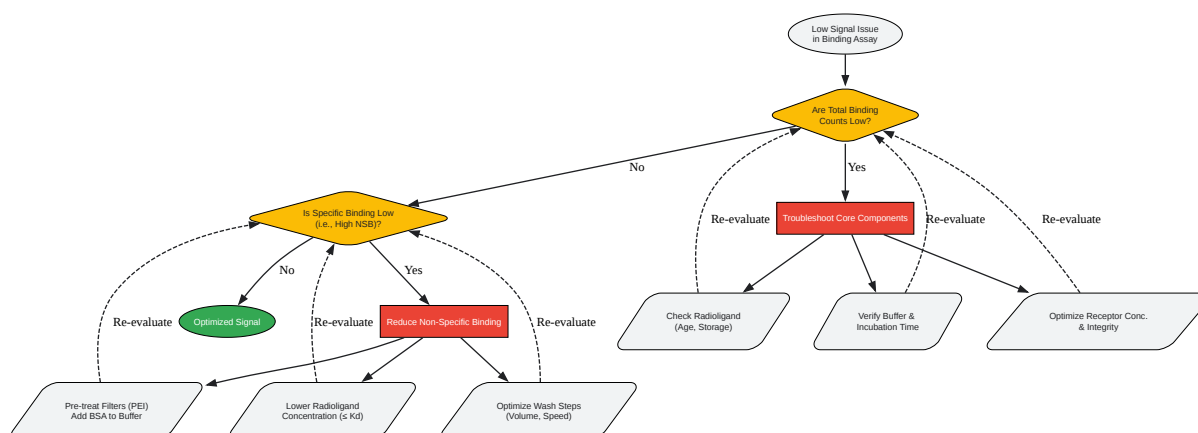 Low Signal Issue
in Binding Assay
Are Total Binding
Counts Low?
No
Yes
Is Specific Binding Low
(i.e., High NSB)?
Re-evaluate
Troubleshoot Core Components
Re-evaluate
Re-evaluate
No
Yes
Optimized Signal
Re-evaluate
Re-evaluate
Reduce Non-Specific Binding
Re-evaluate
Check Radioligand
(Age, Storage)
Verify Buffer &
Incubation Time
Optimize Receptor Conc.
& Integrity
Pre-treat Filters (PEI)
Add BSA to Buffer
Lower Radioligand
Concentration (≤ Kd)
Optimize Wash Steps
(Volume, Speed)